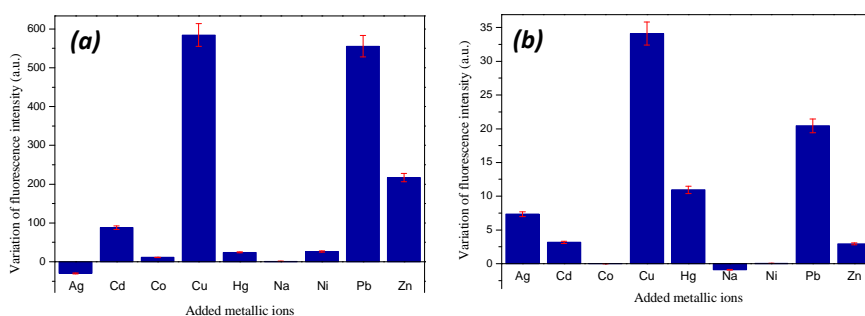 (a)
Variation of fluorescence intensity (a.u.)
600
500
400
300
200
100
0
Ag Cd Co Cu Hg Na Ni Pb Zn
Added metallic ions
(b)
Variation of fluorescence intensity (a.u.)
35
30
25
20
15
10
5
0
Ag Cd Co Cu Hg Na Ni Pb Zn
Added metallic ions